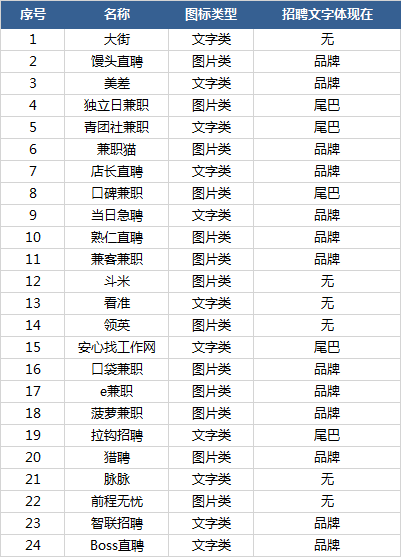 序号 名称 图标类型 招聘文字体现在
1 大街 文字类 无
2 馒头直聘 图片类 品牌
3 美差 文字类 品牌
4 独立日兼职 图片类 尾巴
5 青团社兼职 文字类 尾巴
6 兼职猫 图片类 品牌
7 店长直聘 文字类 品牌
8 口碑兼职 图片类 尾巴
9 当日急聘 文字类 品牌
10 熟仁直聘 图片类 品牌
11 兼客兼职 图片类 品牌
12 斗米 图片类 无
13 看准 文字类 无
14 领英 图片类 无
15 安心找工作网 文字类 尾巴
16 口袋兼职 图片类 品牌
17 e兼职 图片类 品牌
18 菠萝兼职 图片类 品牌
19 拉钩招聘 文字类 尾巴
20 猎聘 图片类 品牌
21 脉脉 文字类 无
22 前程无忧 图片类 无
23 智联招聘 文字类 品牌
24 Boss直聘 文字类 品牌